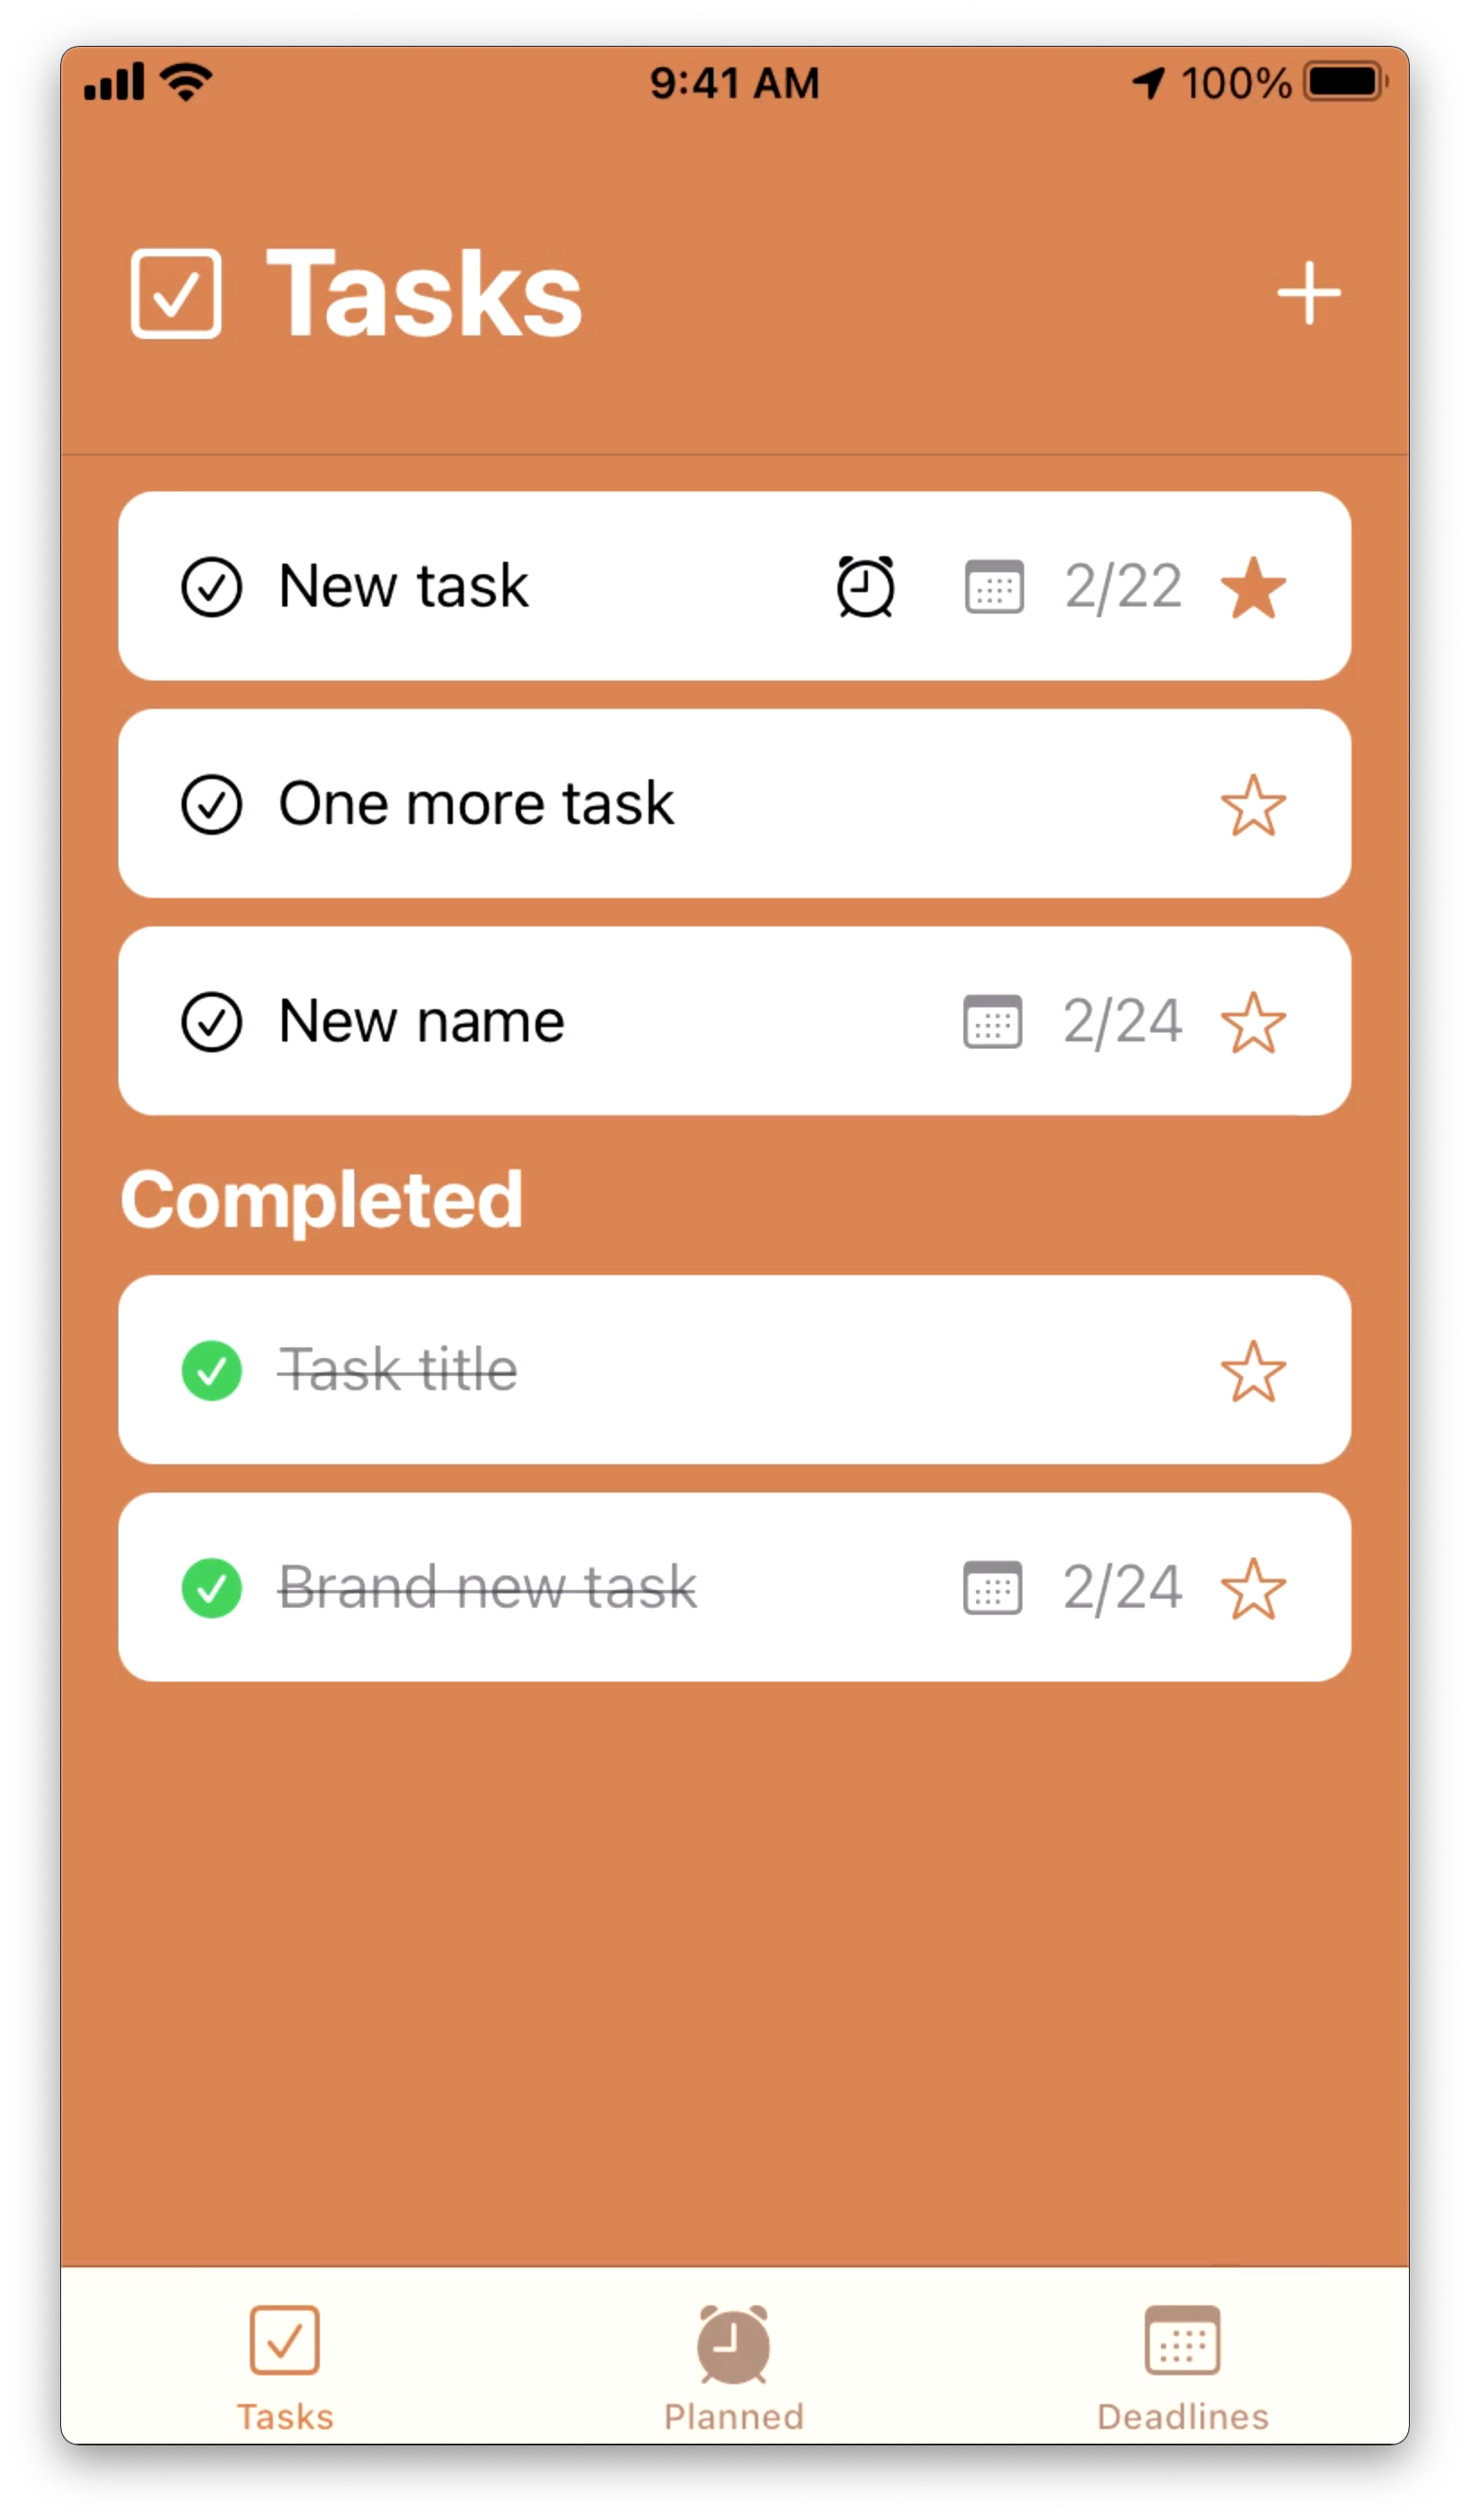 9:41 AM 100%
Tasks
New task 2/22
One more task
New name 2/24
Completed
Task title
Brand new task 2/24
Tasks Planned Deadlines